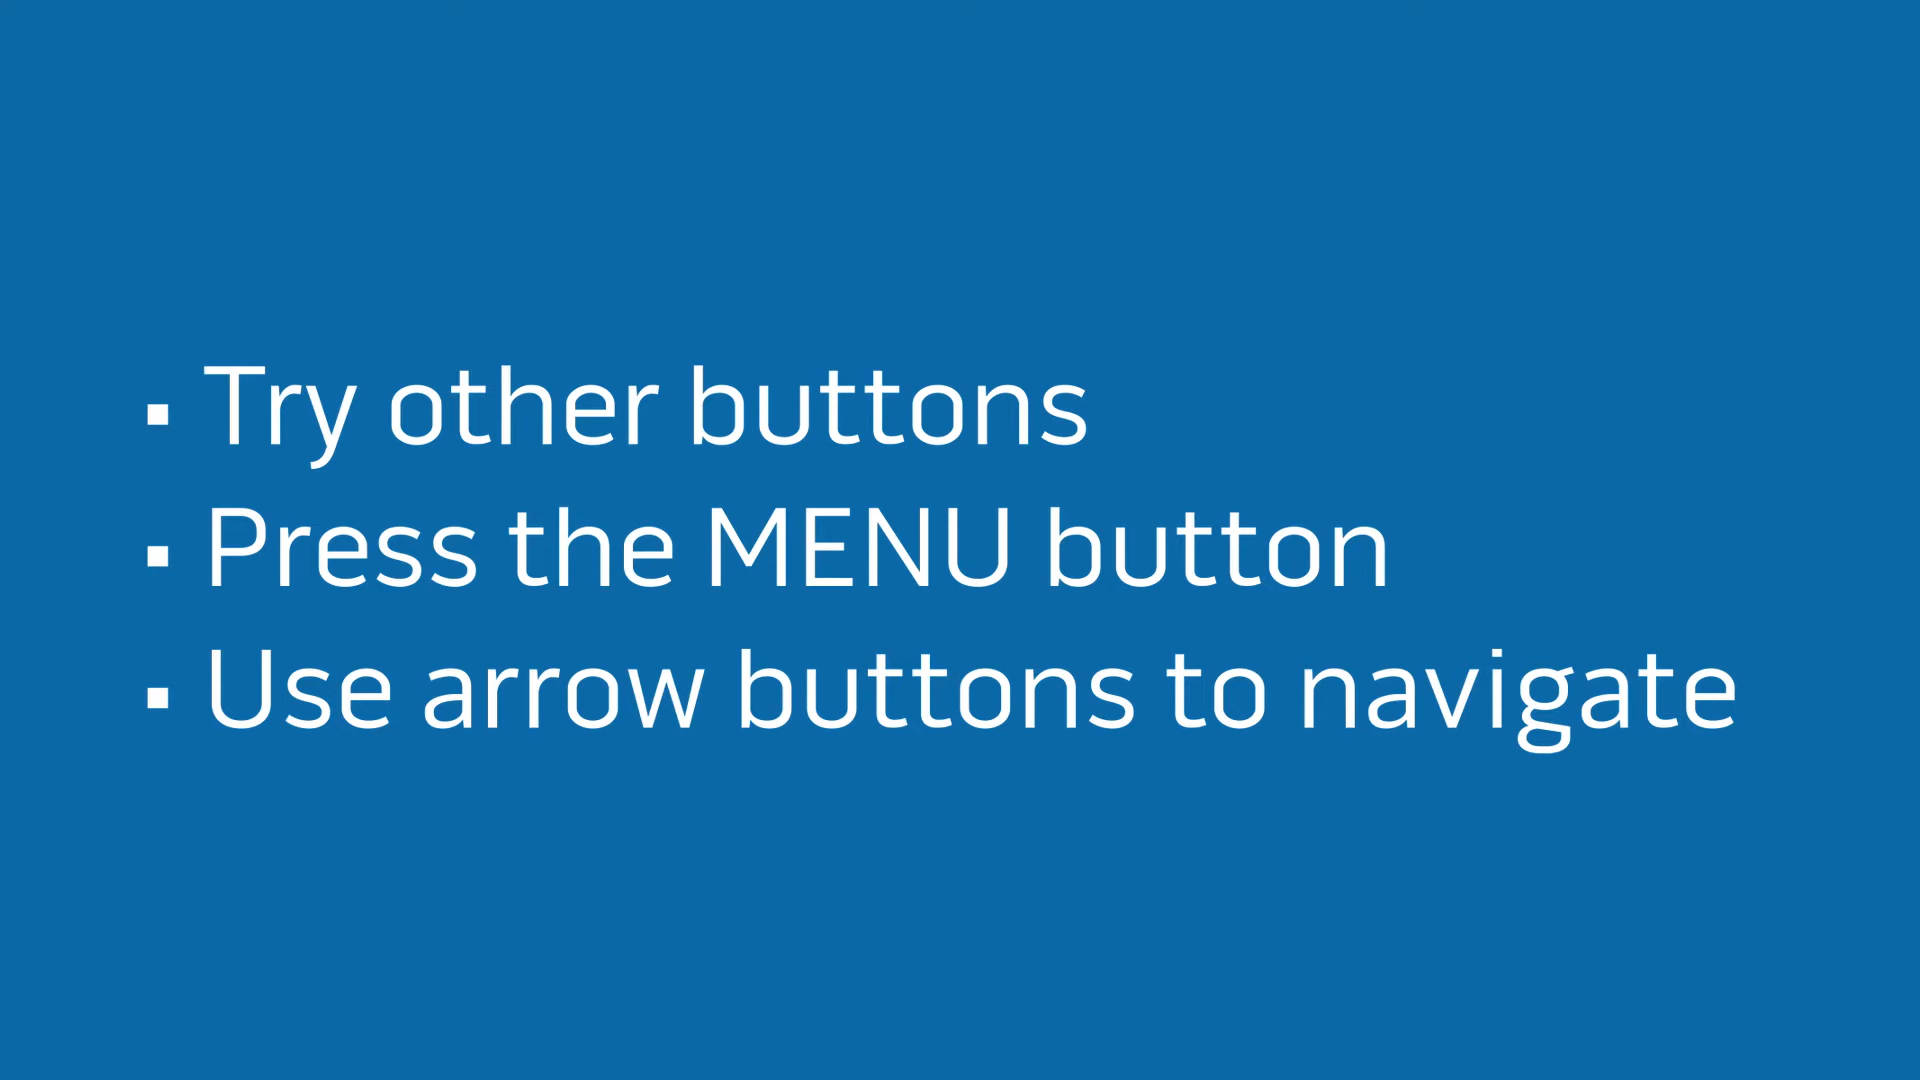 ▪ Try other buttons
▪ Press the MENU button
▪ Use arrow buttons to navigate